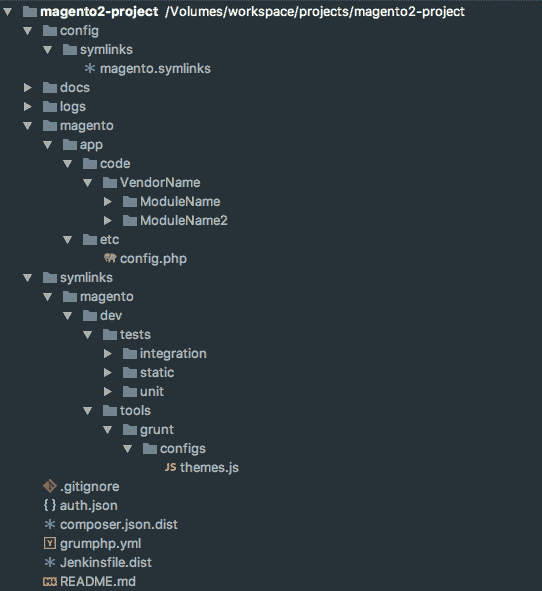 magento2-project /Volumes/workspace/projects/magento2-project
config
symlinks
magento.symlinks
docs
logs
magento
app
code
VendorName
ModuleName
ModuleName2
etc
config.php
symlinks
magento
dev
tests
integration
static
unit
tools
grunt
configs
JS themes.js
.gitignore
{ } auth.json
composer.json.dist
Y grumphp.yml
Jenkinsfile.dist
README.md